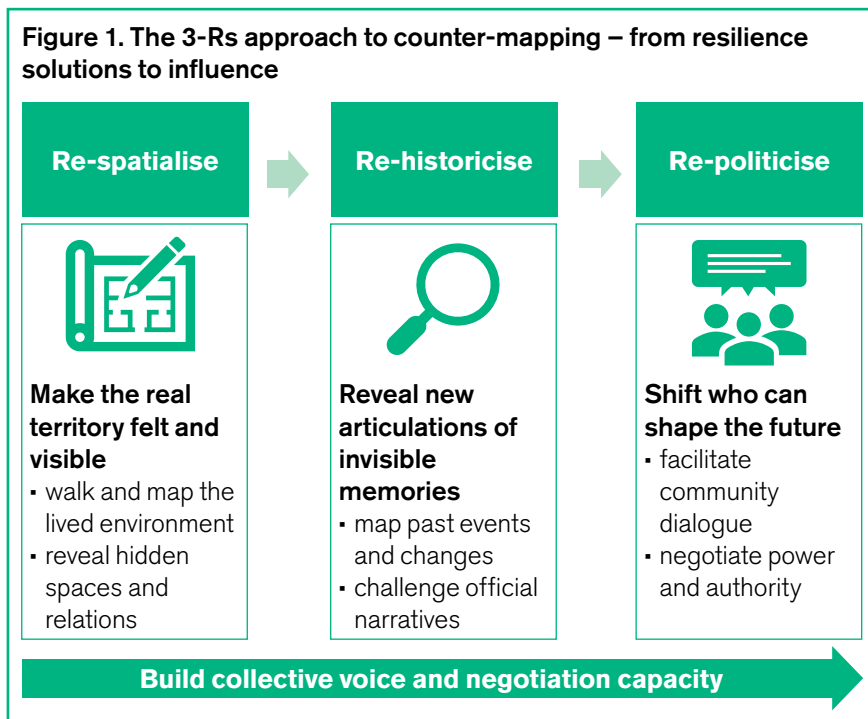 Figure 1. The 3-Rs approach to counter-mapping – from resilience
solutions to influence
Re-spatialise
Re-historicise
Re-politicise
Make the real
territory felt and
visible
▪ walk and map the
lived environment
▪ reveal hidden
spaces and
relations
Reveal new
articulations of
invisible
memories
▪ map past events
and changes
▪ challenge official
narratives
Shift who can
shape the future
▪ facilitate
community
dialogue
▪ negotiate power
and authority
Build collective voice and negotiation capacity